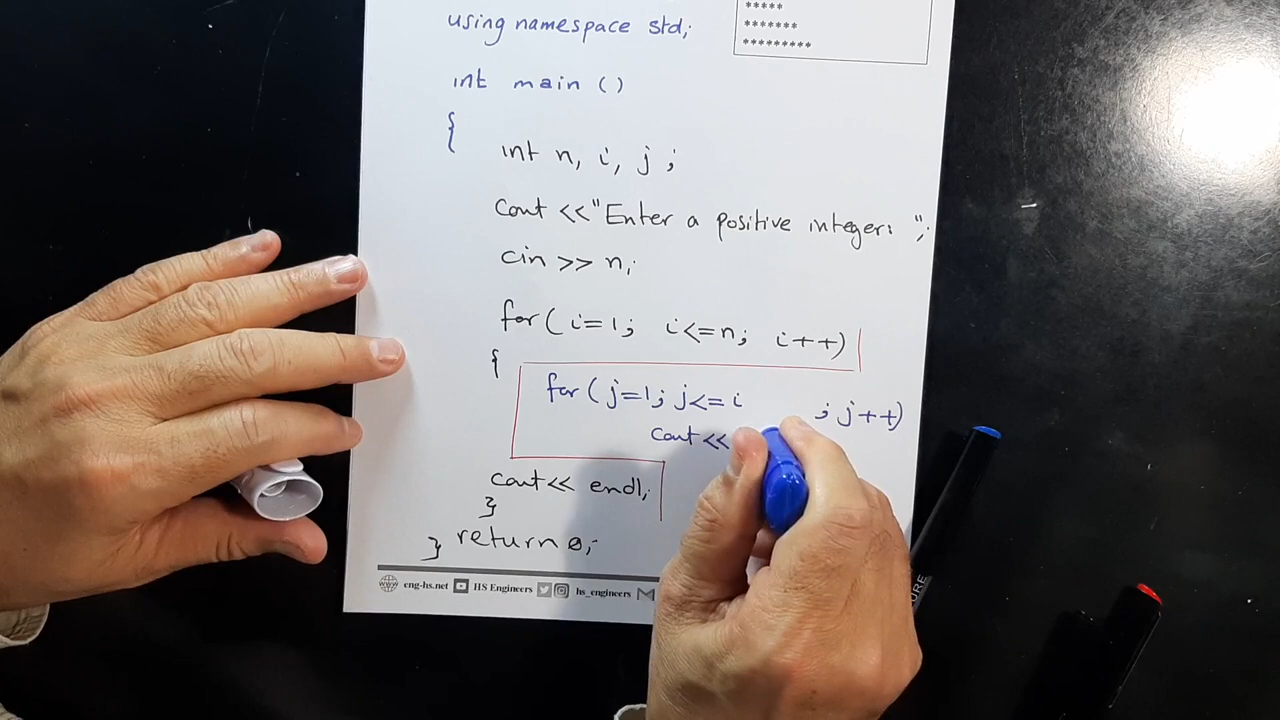 *****
*******
*********
using namespace std;
int main ()
{
int n, i, j ;
cout <<"Enter a positive integer: ";
cin >> n;
for ( i=1; i<=n; i++)
{
for ( j=1; j<=i ; j++)
cout <<
cout<< endl;
}
return 0;
}
eng-hs.net HS Engineers hs_engineers
URE